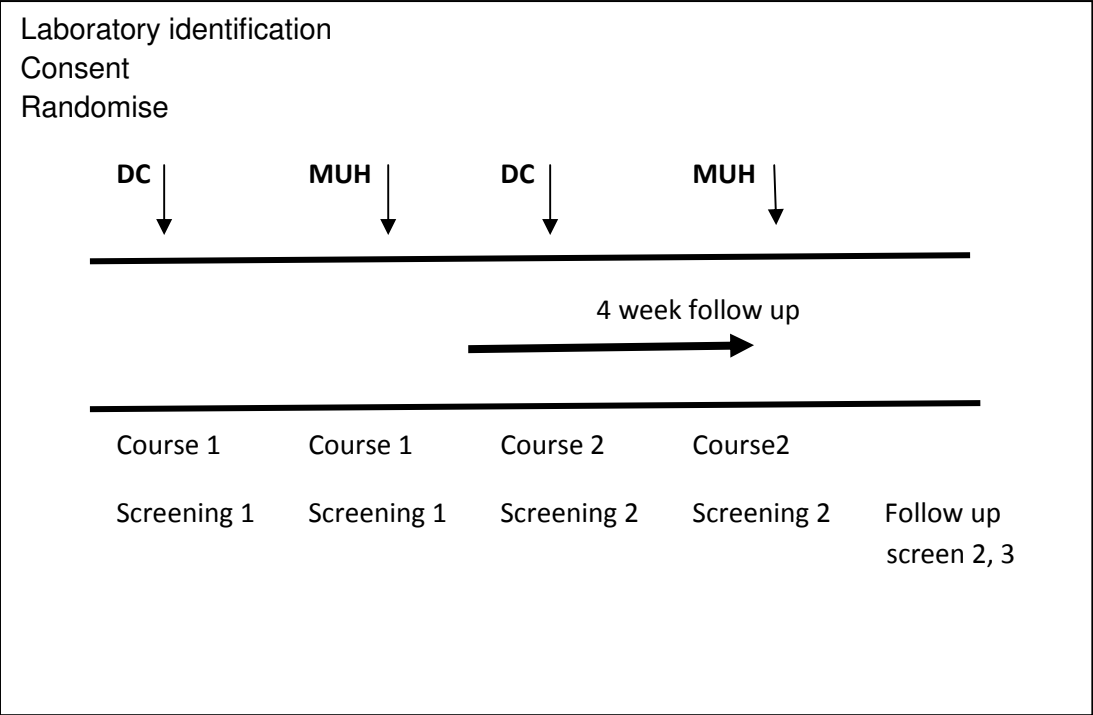 Laboratory identification
Consent
Randomise
DC MUH DC MUH
4 week follow up
Course 1 Course 1 Course 2 Course2
Screening 1 Screening 1 Screening 2 Screening 2 Follow up
screen 2, 3